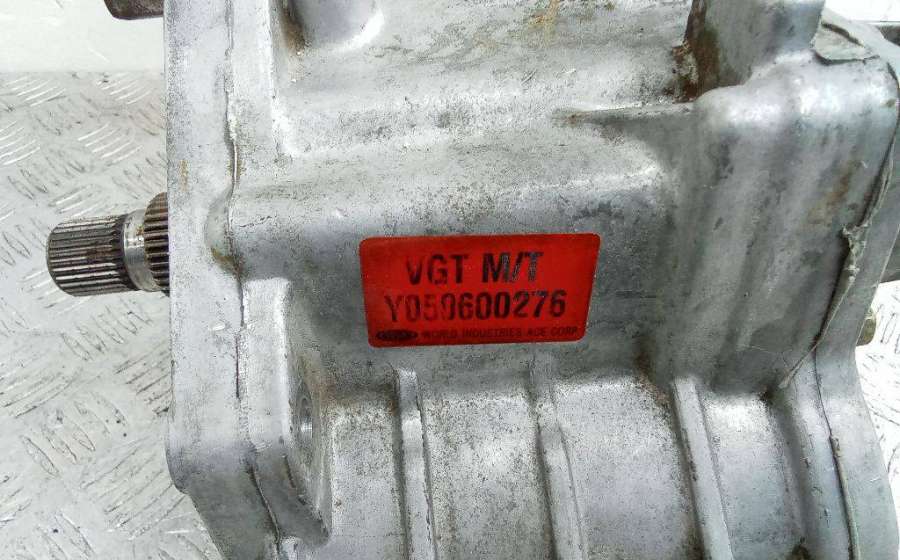 VGT M/T
Y050600276
WORLD INDUSTRIES ACE CORP.